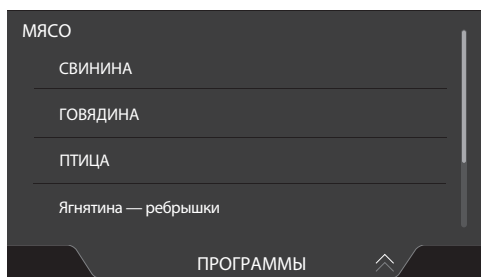 МЯСО
СВИНИНА
ГОВЯДИНА
ПТИЦА
Ягнятина — ребрышки
ПРОГРАММЫ